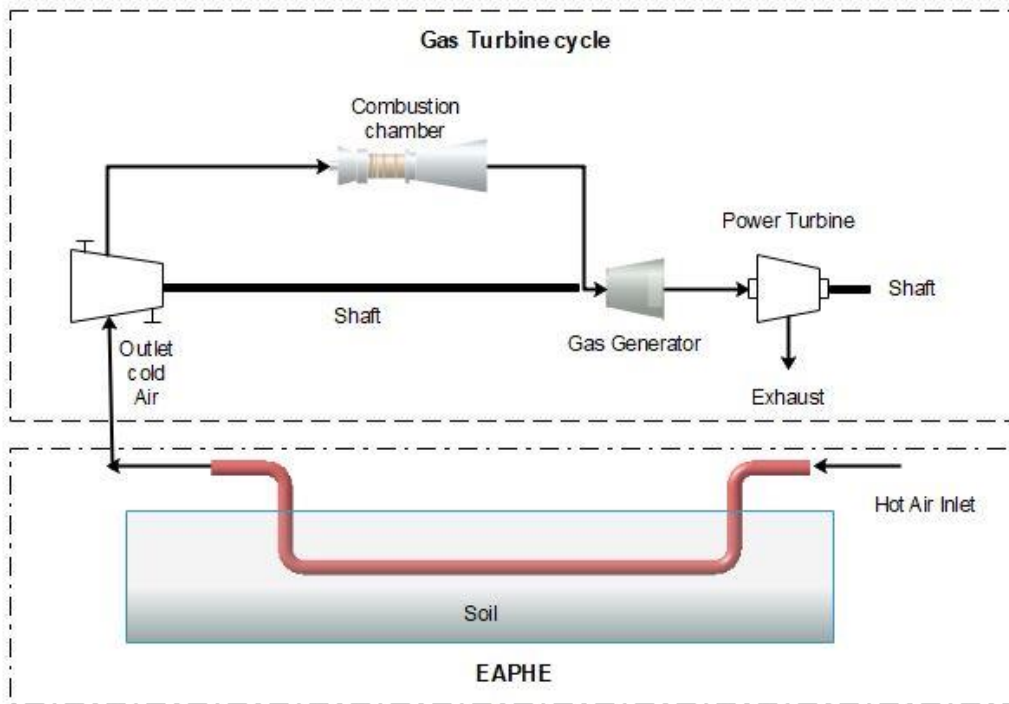 Gas Turbine cycle
Combustion
chamber
Power Turbine
Shaft
Shaft
Gas Generator
Outlet
cold
Air
Exhaust
Hot Air Inlet
Soil
EAPHE